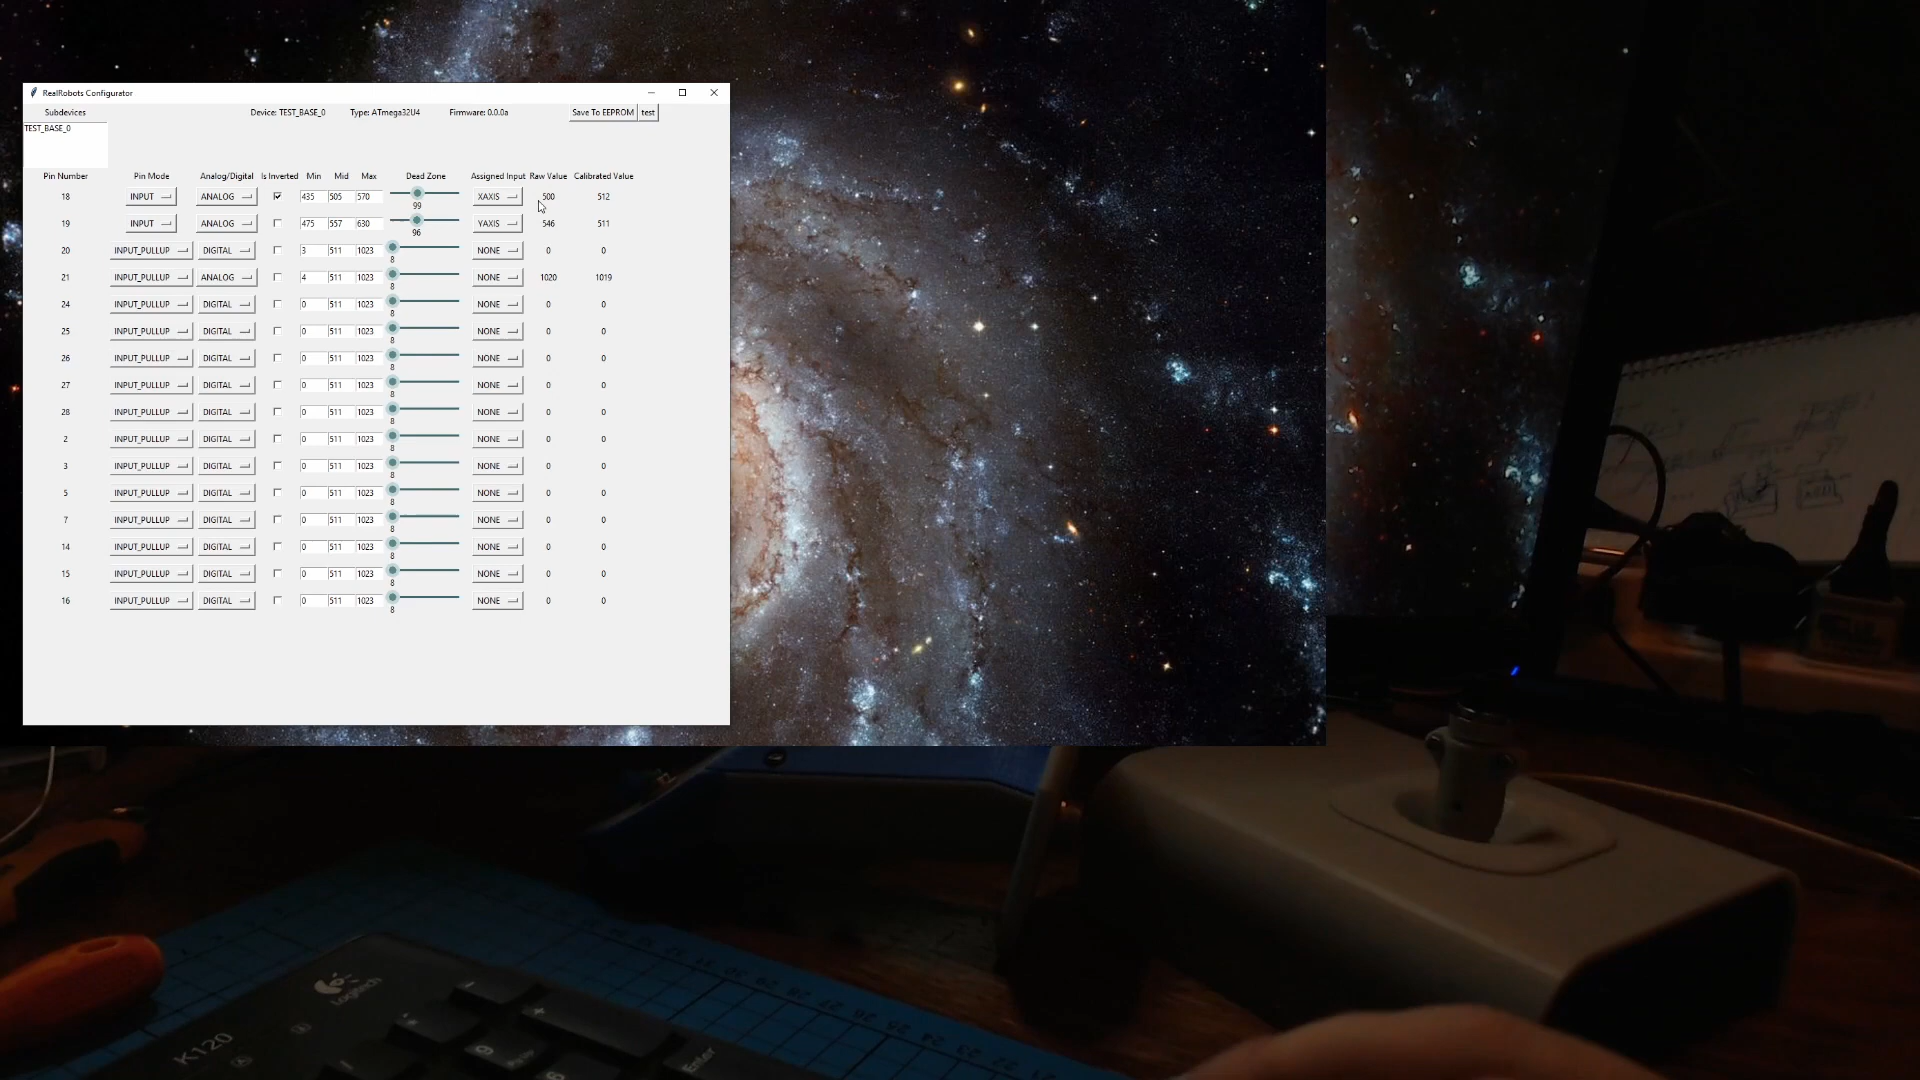 RealRobots Configurator
Subdevices Device: TEST_BASE_0 Type: ATmega32U4 Firmware: 0.0.0a Save To EEPROM test
TEST_BASE_0
Pin Number Pin Mode Analog/Digital Is Inverted Min Mid Max Dead Zone Assigned Input Raw Value Calibrated Value
18 INPUT ANALOG 435 505 570 99 XAXIS 500 512
19 INPUT ANALOG 475 557 630 96 YAXIS 546 511
20 INPUT_PULLUP DIGITAL 3 511 1023 8 NONE 0 0
21 INPUT_PULLUP ANALOG 4 511 1023 8 NONE 1020 1019
24 INPUT_PULLUP DIGITAL 0 511 1023 8 NONE 0 0
25 INPUT_PULLUP DIGITAL 0 511 1023 8 NONE 0 0
26 INPUT_PULLUP DIGITAL 0 511 1023 8 NONE 0 0
27 INPUT_PULLUP DIGITAL 0 511 1023 8 NONE 0 0
28 INPUT_PULLUP DIGITAL 0 511 1023 8 NONE 0 0
2 INPUT_PULLUP DIGITAL 0 511 1023 8 NONE 0 0
3 INPUT_PULLUP DIGITAL 0 511 1023 8 NONE 0 0
5 INPUT_PULLUP DIGITAL 0 511 1023 8 NONE 0 0
7 INPUT_PULLUP DIGITAL 0 511 1023 8 NONE 0 0
14 INPUT_PULLUP DIGITAL 0 511 1023 8 NONE 0 0
15 INPUT_PULLUP DIGITAL 0 511 1023 8 NONE 0 0
16 INPUT_PULLUP DIGITAL 0 511 1023 8 NONE 0 0
Logitech
K120
Enter